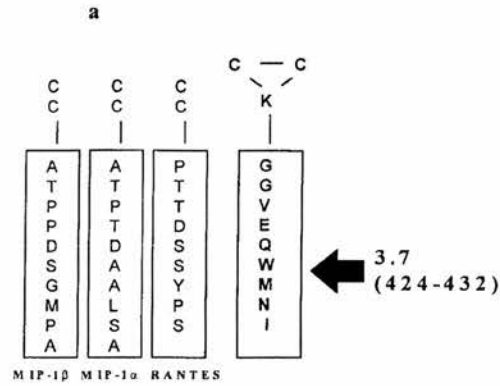 a
C C A T P P D S G M P A
MIP-1β
C C A T P T D A A L S A
MIP-1α
C C P T T D S S Y P S
RANTES
C — C
K
G G V E Q W M N I
3.7
(424-432)